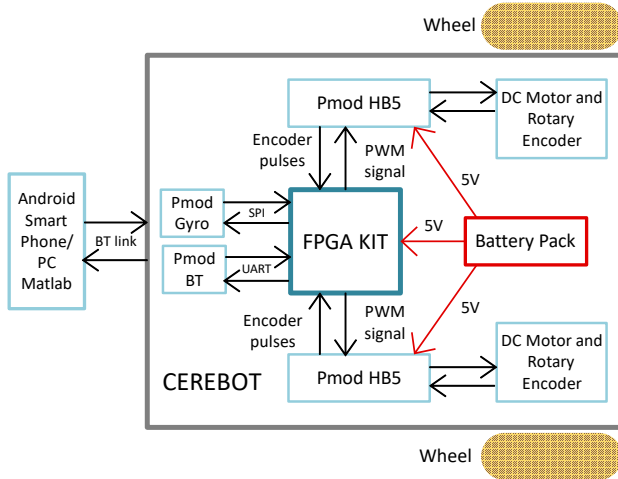 Wheel
Pmod HB5
DC Motor and
Rotary
Encoder
Encoder
pulses
PWM
signal
5V
Android
Smart
Phone/
PC
Matlab
BT link
Pmod
Gyro
SPI
FPGA KIT
5V
Battery Pack
Pmod
BT
UART
Encoder
pulses
PWM
signal
5V
CEREBOT
Pmod HB5
DC Motor and
Rotary
Encoder
Wheel